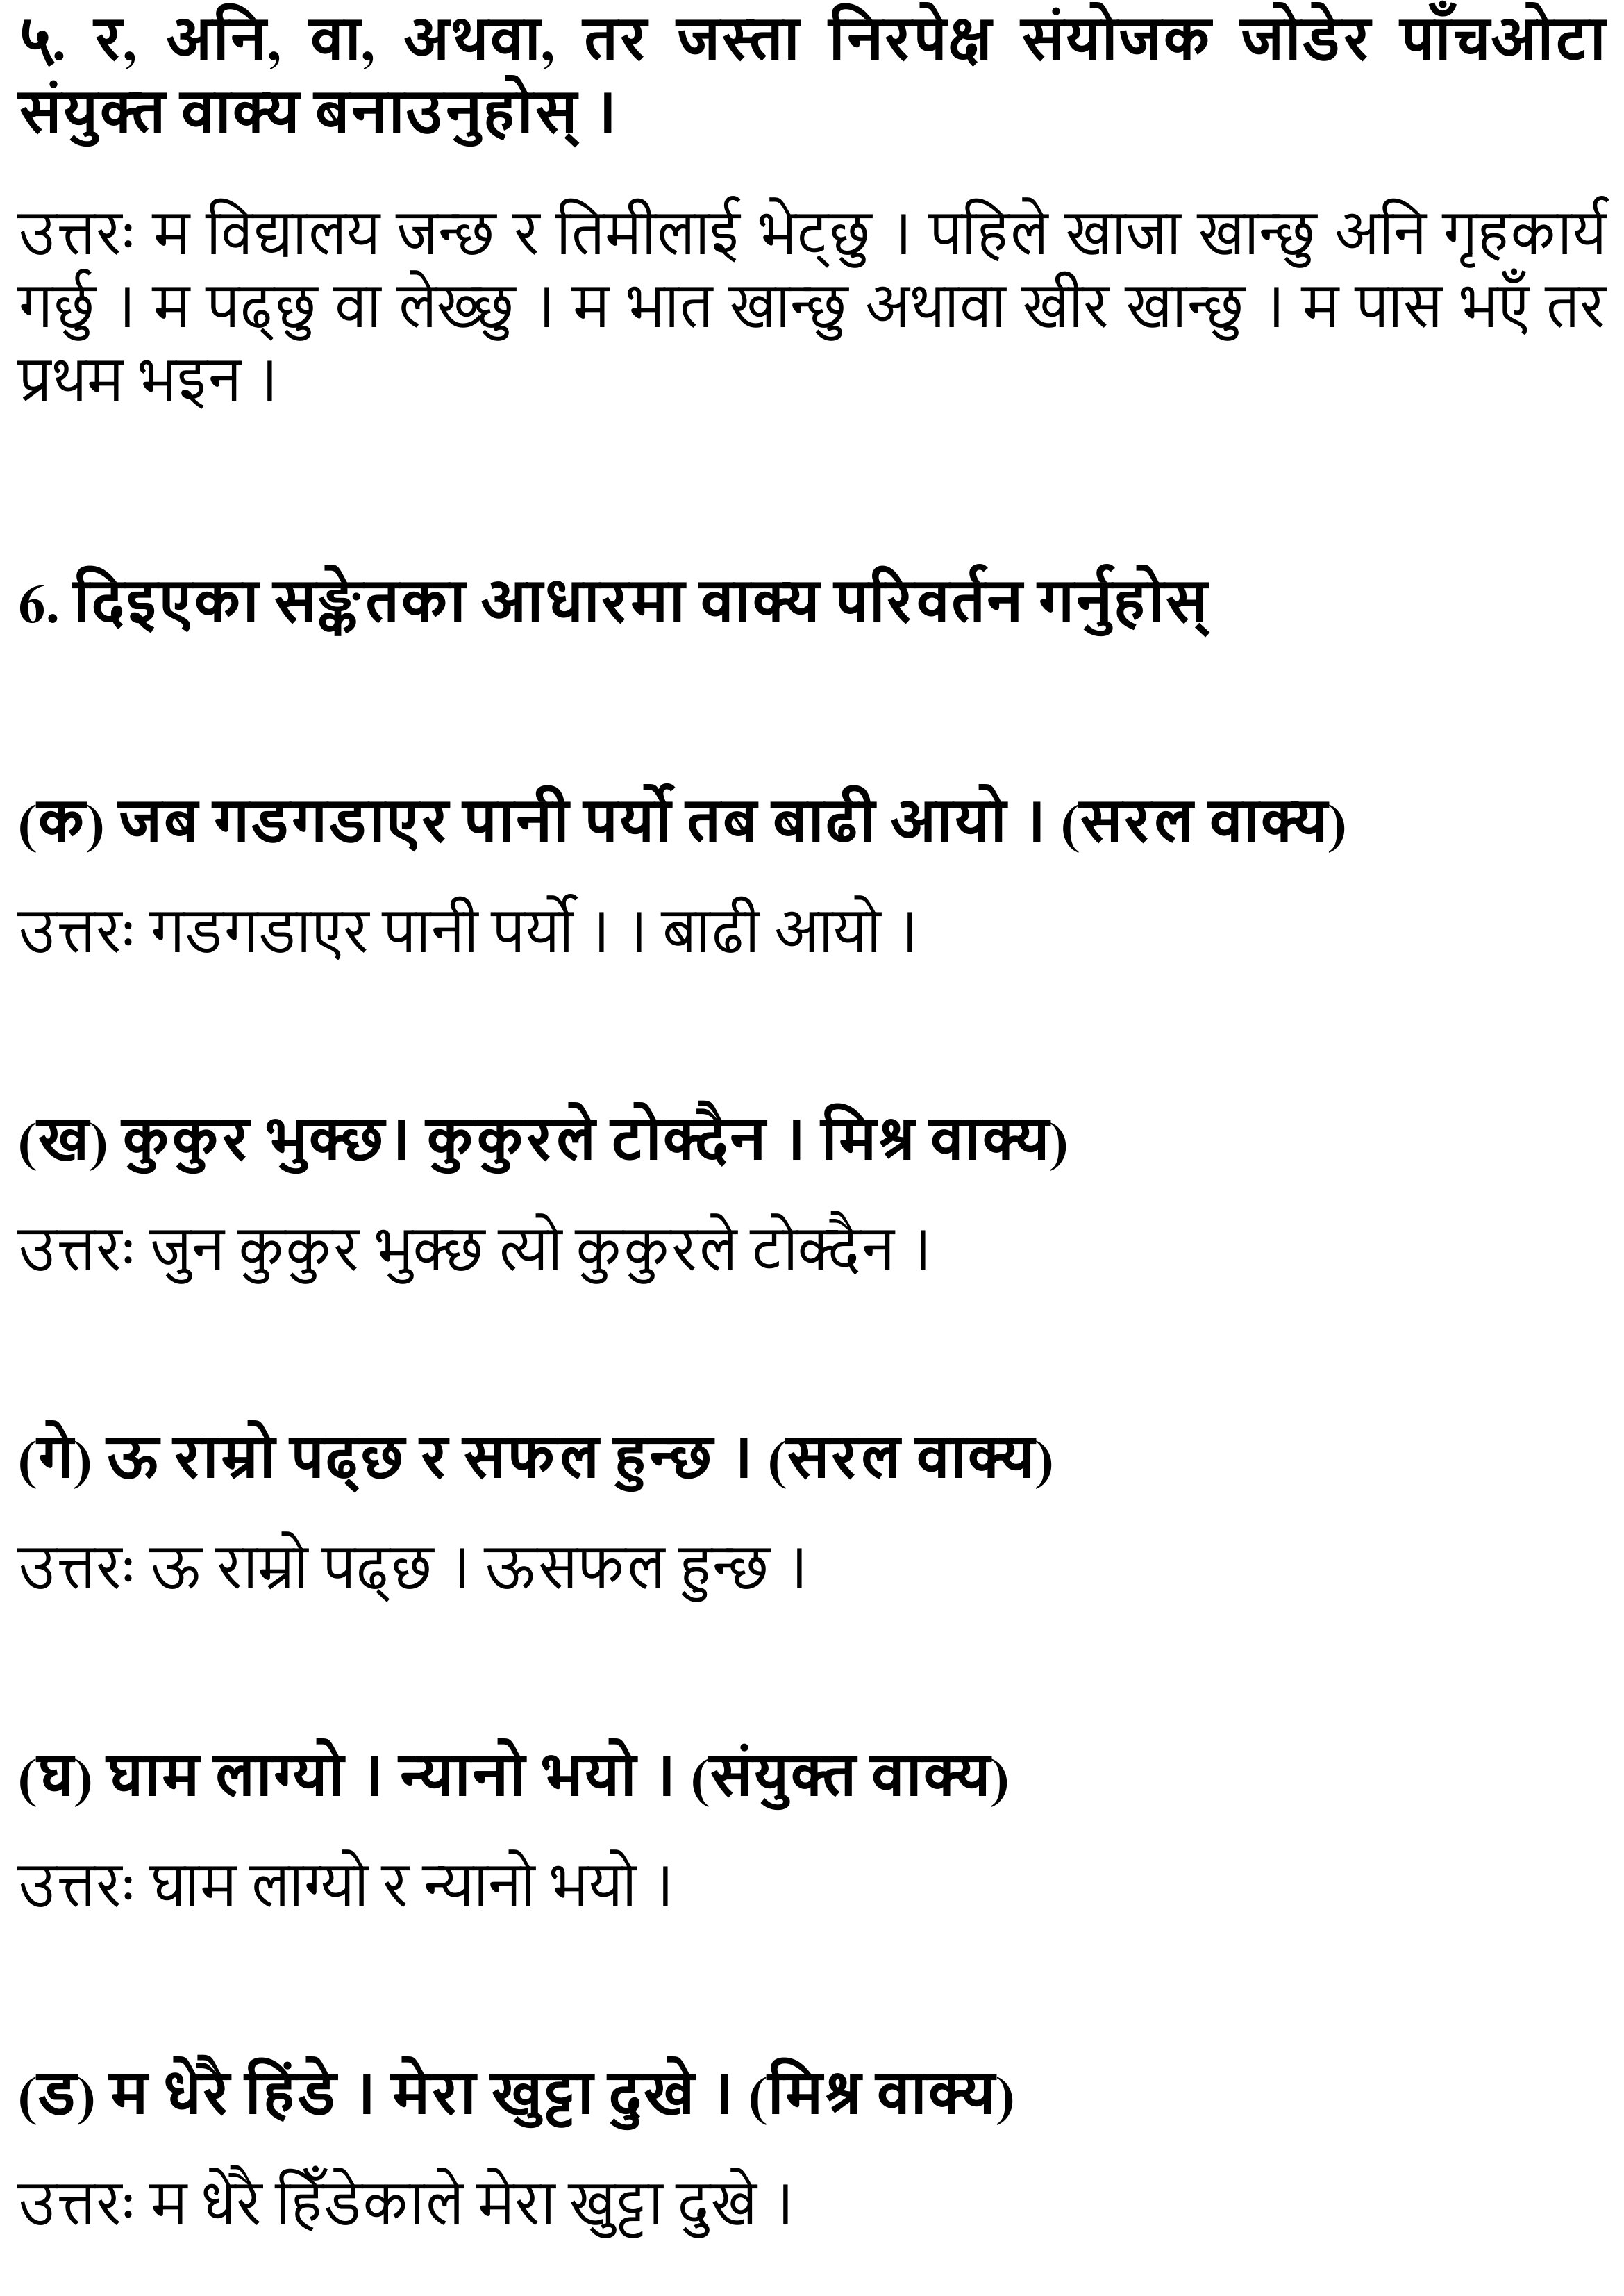 ५. र, अनि, वा, अथवा, तर जस्ता निरपेक्ष संयोजक जोडेर पाँचओटा
संयुक्त वाक्य बनाउनुहोस् ।
उत्तरः म विद्यालय जन्छ र तिमीलाई भेट्छु । पहिले खाजा खान्छु अनि गृहकार्य
गर्छु । म पढ्छु वा लेख्छु । म भात खान्छु अथावा खीर खान्छु । म पास भएँ तर
प्रथम भइन ।
6. दिइएका सङ्केतका आधारमा वाक्य परिवर्तन गर्नुहोस्
(क) जब गडगडाएर पानी पर्यो तब बाढी आयो । (सरल वाक्य)
उत्तरः गडगडाएर पानी पर्यो । । बाढी आयो ।
(ख) कुकुर भुक्छ। कुकुरले टोक्दैन । मिश्र वाक्य)
उत्तरः जुन कुकुर भुक्छ त्यो कुकुरले टोक्दैन ।
(गे) ऊ राम्रो पढ्छ र सफल हुन्छ । (सरल वाक्य)
उत्तरः ऊ राम्रो पढ्छ । ऊसफल हुन्छ ।
(घ) घाम लाग्यो । न्यानो भयो । (संयुक्त वाक्य)
उत्तरः घाम लाग्यो र न्यानो भयो ।
(ड) म धेरै हिंडे । मेरा खुट्टा दुखे । (मिश्र वाक्य)
उत्तरः म धेरै हिँडेकाले मेरा खुट्टा दुखे ।